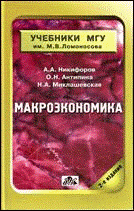 УЧЕБНИКИ МГУ
им. М.В.Ломоносова
А.А. Никифоров
О.Н. Антипина
Н.А. Миклашевская
МАКРОЭКОНОМИКА
2-е издание